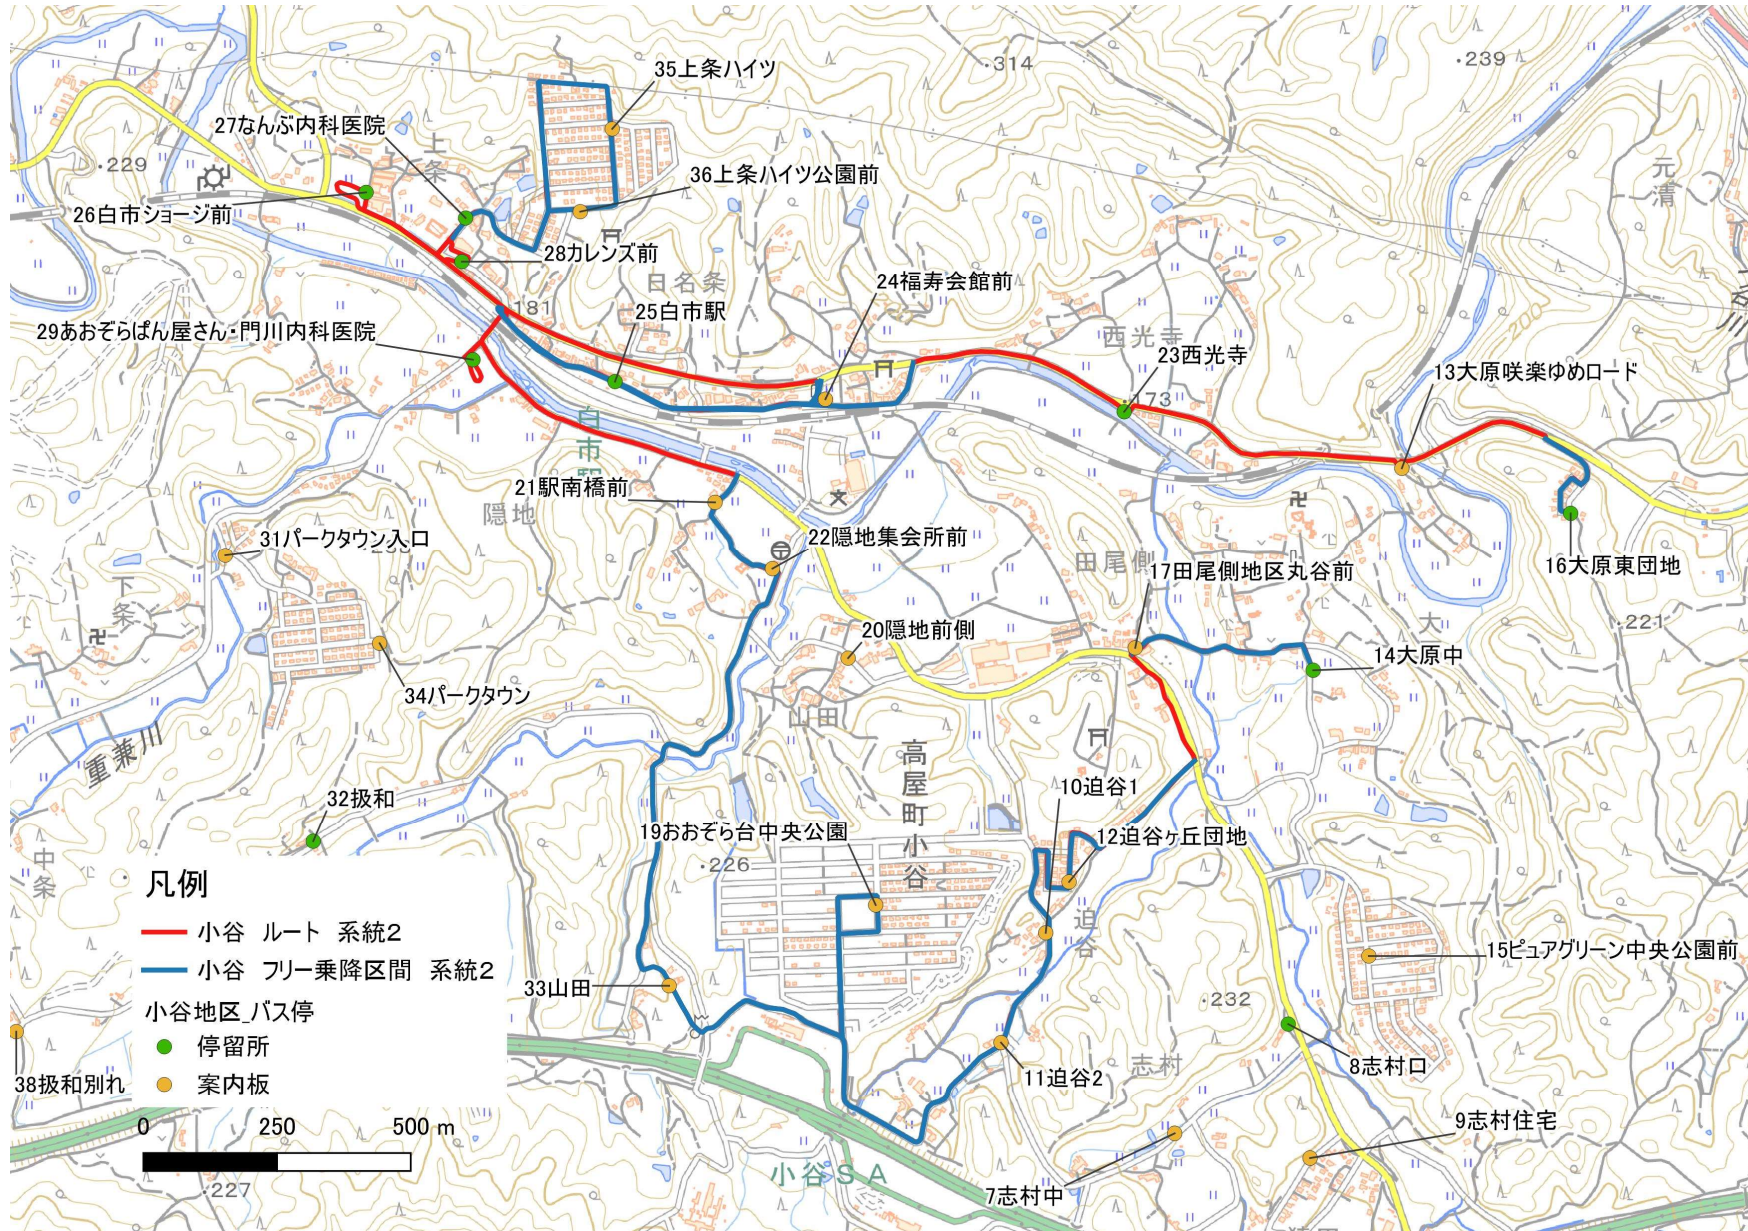 35上条ハイツ
・314
・239
27なんぶ内科医院
上条
・229
36上条ハイツ公園前
元清
26白市ショージ前
28カレンズ前
日名条
24福寿会館前
181
25白市駅
200
西光寺
29あおぞらぱん屋さん・門川内科医院
23西光寺
13大原咲楽ゆめロード
・173
白市駅
21駅南橋前
隠地
22隠地集会所前
31パークタウン入口
田尾側
17田尾側地区丸谷前
16大原東団地
下条
20隠地前側
大
・221
14大原中
34パークタウン
山田
重兼川
高屋町小谷
10迫谷1
32扱和
19おおぞら台中央公園
12迫谷ヶ丘団地
・226
中条
迫谷
凡例
小谷 ルート 系統2
小谷 フリー乗降区間 系統2
小谷地区_バス停
停留所
案内板
15ピュアグリーン中央公園前
33山田
・232
38扱和別れ
11迫谷2
志村
8志村口
0 250 500 m
9志村住宅
小谷SA
・227
7志村中